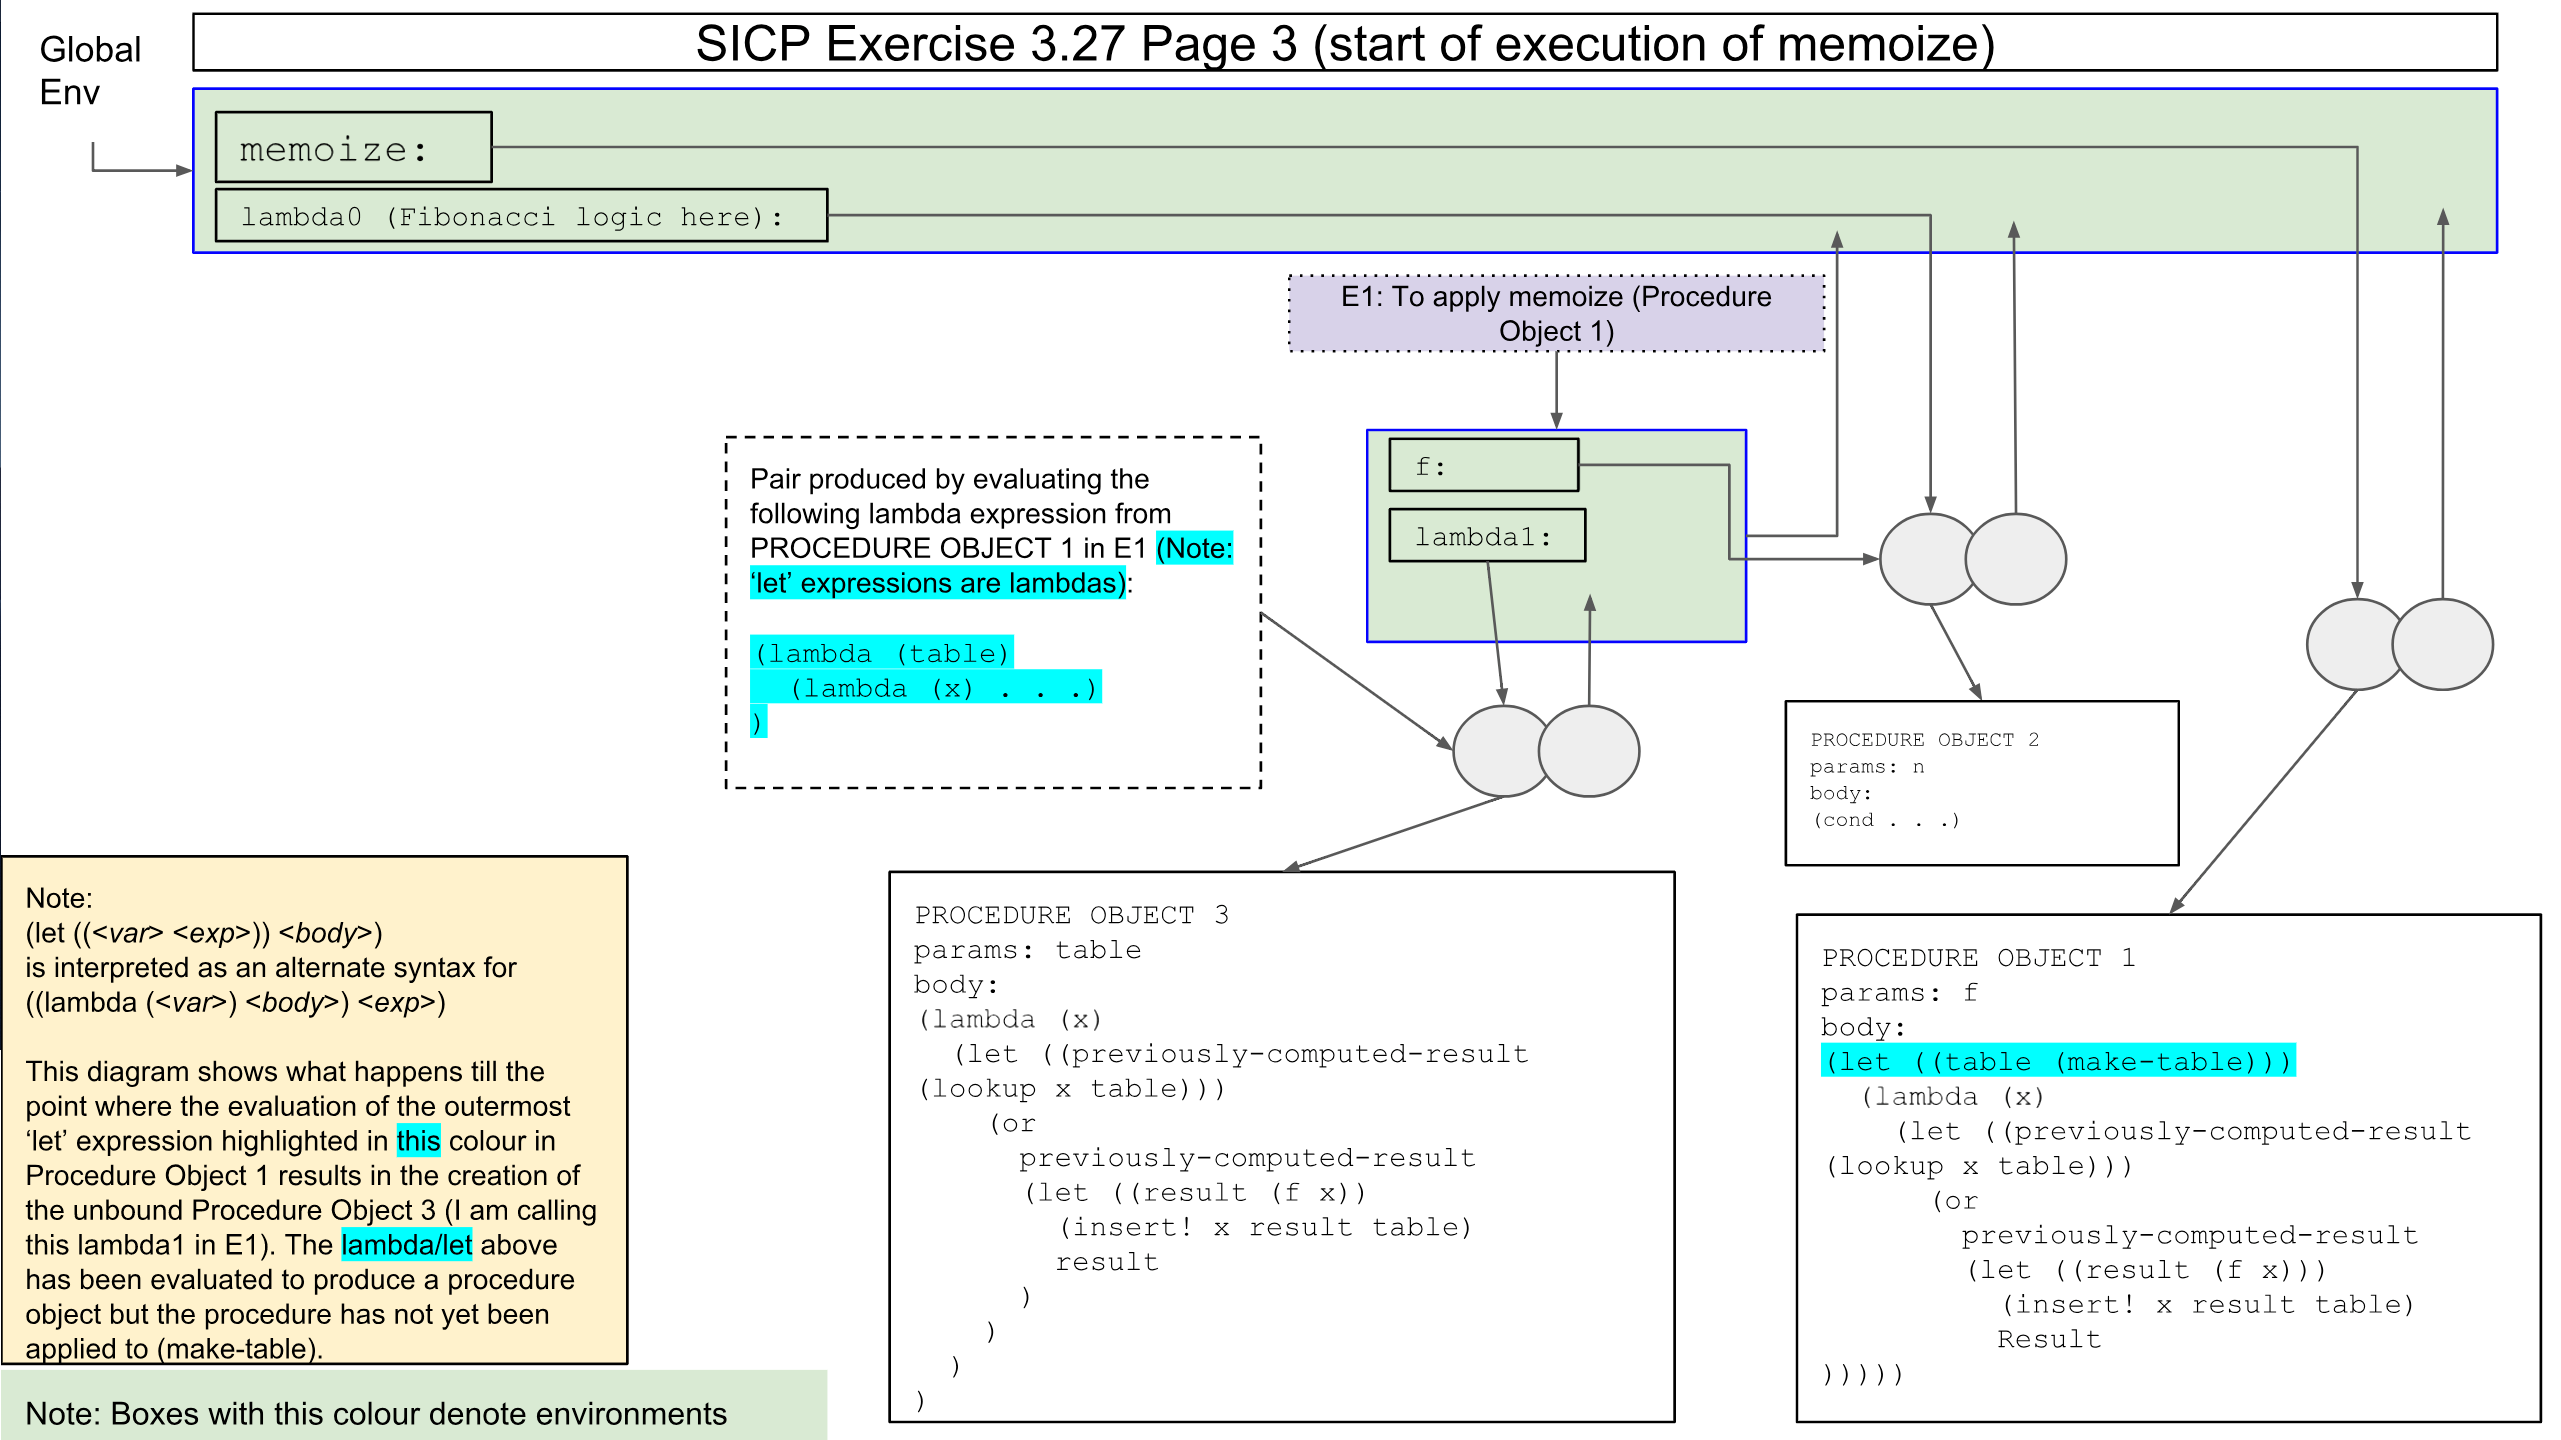 SICP Exercise 3.27 Page 3 (start of execution of memoize)
Global
Env
memoize:
lambda0 (Fibonacci logic here):
E1: To apply memoize (Procedure
Object 1)
f:
lambda1:
Pair produced by evaluating the
following lambda expression from
PROCEDURE OBJECT 1 in E1 (Note:
‘let’ expressions are lambdas):
(lambda (table)
  (lambda (x) . . .)
)
PROCEDURE OBJECT 2
params: n
body:
(cond . . .)
Note:
(let ((<var> <exp>)) <body>)
is interpreted as an alternate syntax for
((lambda (<var>) <body>) <exp>)
This diagram shows what happens till the
point where the evaluation of the outermost
‘let’ expression highlighted in this colour in
Procedure Object 1 results in the creation of
the unbound Procedure Object 3 (I am calling
this lambda1 in E1). The lambda/let above
has been evaluated to produce a procedure
object but the procedure has not yet been
applied to (make-table).
Note: Boxes with this colour denote environments
PROCEDURE OBJECT 3
params: table
body:
(lambda (x)
  (let ((previously-computed-result
(lookup x table)))
    (or
      previously-computed-result
      (let ((result (f x))
        (insert! x result table)
        result
      )
    )
  )
)
PROCEDURE OBJECT 1
params: f
body:
(let ((table (make-table)))
  (lambda (x)
    (let ((previously-computed-result
(lookup x table)))
      (or
        previously-computed-result
        (let ((result (f x)))
          (insert! x result table)
          Result
)))))